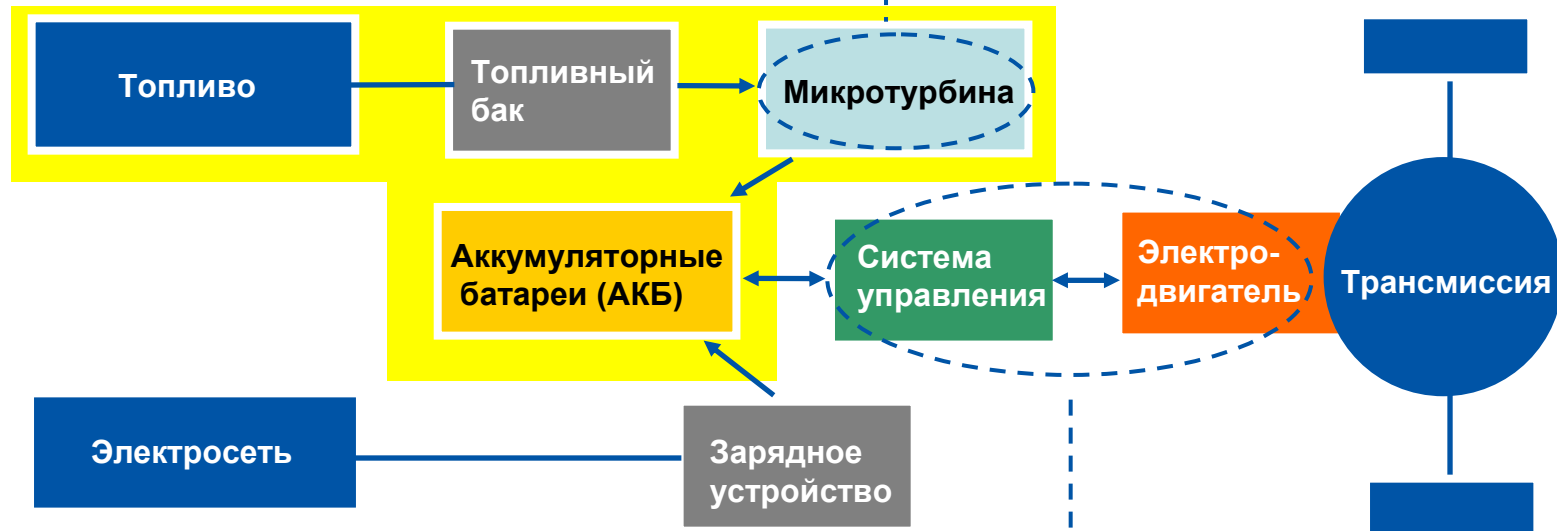 Топливо
Топливный
бак
Микротурбина
Аккумуляторные
батареи (АКБ)
Система
управления
Электро-
двигатель
Трансмиссия
Электросеть
Зарядное
устройство